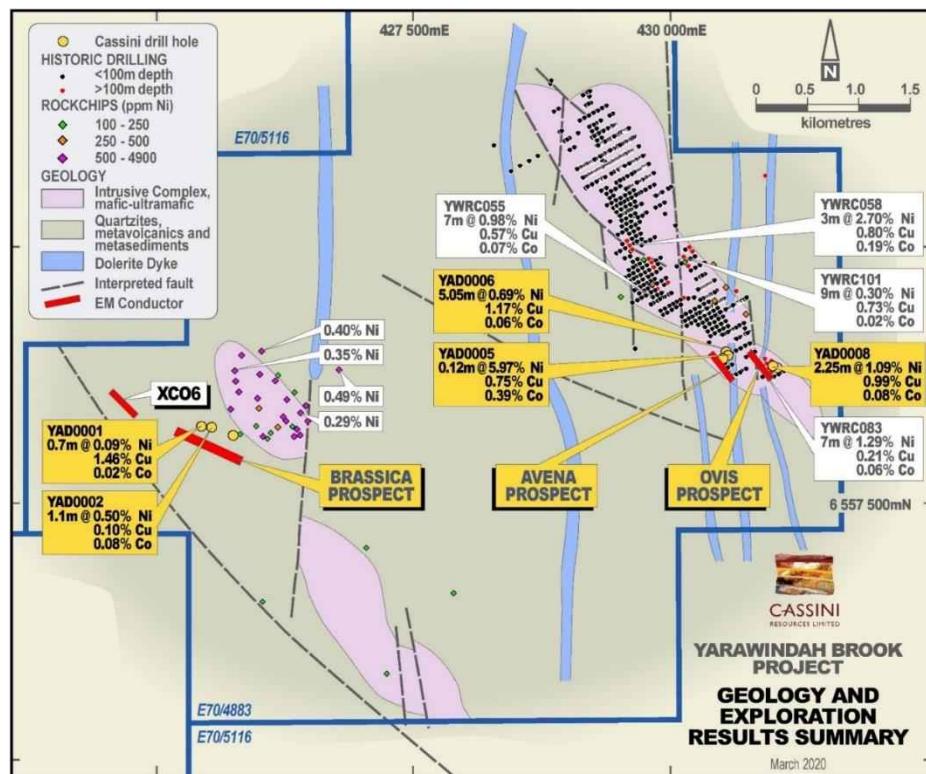 Cassini drill hole
HISTORIC DRILLING
<100m depth
>100m depth
ROCKCHIPS (ppm Ni)
100 - 250
250 - 500
500 - 4900
GEOLOGY
Intrusive Complex,
mafic-ultramafic
Quartzites,
metavolcanics and
metasediments
Dolerite Dyke
Interpreted fault
EM Conductor
427 500mE
430 000mE
N
0 0.5 1.0 1.5
kilometres
E70/5116
YWRC055
7m @ 0.98% Ni
0.57% Cu
0.07% Co
YWRC058
3m @ 2.70% Ni
0.80% Cu
0.19% Co
YAD0006
5.05m @ 0.69% Ni
1.17% Cu
0.06% Co
YWRC101
9m @ 0.30% Ni
0.73% Cu
0.02% Co
YAD0005
0.12m @ 5.97% Ni
0.75% Cu
0.39% Co
YAD0008
2.25m @ 1.09% Ni
0.99% Cu
0.08% Co
YWRC083
7m @ 1.29% Ni
0.21% Cu
0.06% Co
0.40% Ni
0.35% Ni
0.49% Ni
0.29% Ni
XCO6
YAD0001
0.7m @ 0.09% Ni
1.46% Cu
0.02% Co
YAD0002
1.1m @ 0.50% Ni
0.10% Cu
0.08% Co
BRASSICA
PROSPECT
AVENA
PROSPECT
OVIS
PROSPECT
6 557 500mN
E70/4883
E70/5116
CASSINI
RESOURCES LIMITED
YARAWINDAH BROOK
PROJECT
GEOLOGY AND
EXPLORATION
RESULTS SUMMARY
March 2020